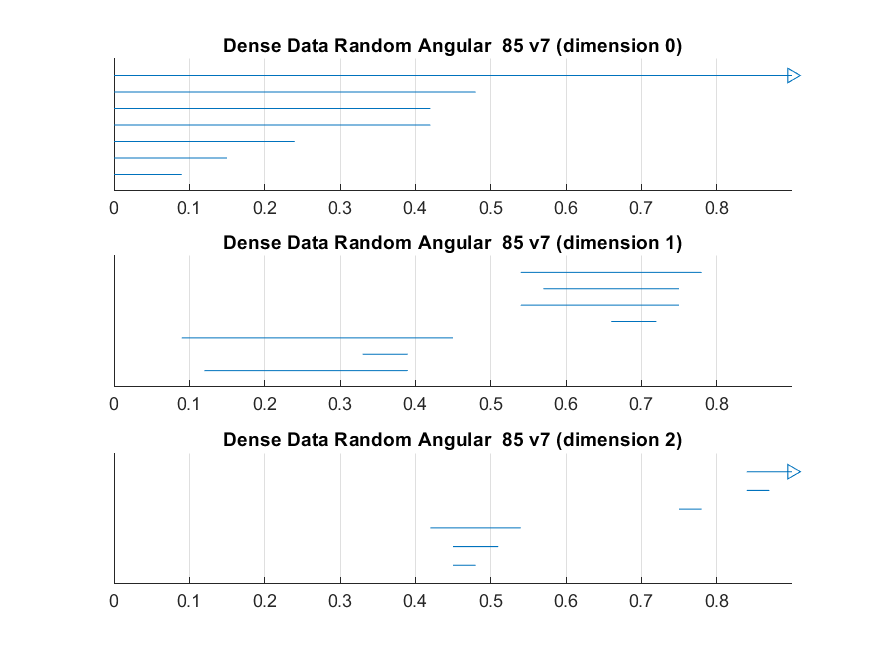 Dense Data Random Angular  85 v7 (dimension 0)
0 0.1 0.2 0.3 0.4 0.5 0.6 0.7 0.8
Dense Data Random Angular  85 v7 (dimension 1)
0 0.1 0.2 0.3 0.4 0.5 0.6 0.7 0.8
Dense Data Random Angular  85 v7 (dimension 2)
0 0.1 0.2 0.3 0.4 0.5 0.6 0.7 0.8